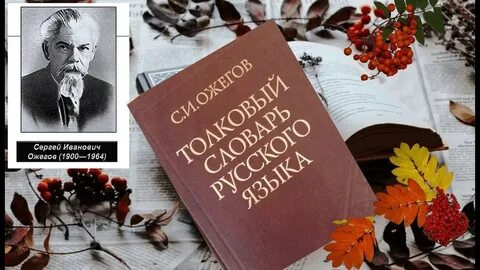 Сергей Иванович
Ожегов (1900—1964)
С.И. ОЖЕГОВ
ТОЛКОВЫЙ
СЛОВАРЬ
РУССКОГО
ЯЗЫКА